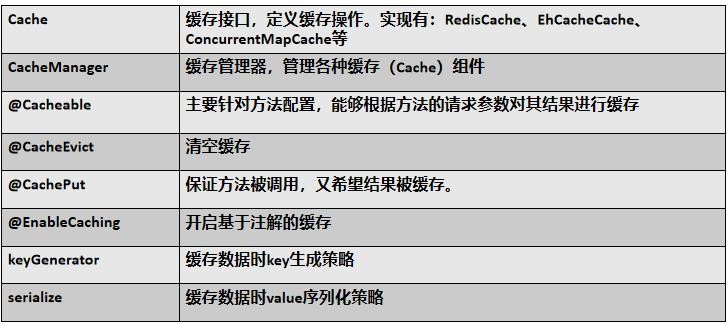 Cache 缓存接口，定义缓存操作。实现有：RedisCache、EhCacheCache、
ConcurrentMapCache等
CacheManager 缓存管理器，管理各种缓存（Cache）组件
@Cacheable 主要针对方法配置，能够根据方法的请求参数对其结果进行缓存
@CacheEvict 清空缓存
@CachePut 保证方法被调用，又希望结果被缓存。
@EnableCaching 开启基于注解的缓存
keyGenerator 缓存数据时key生成策略
serialize 缓存数据时value序列化策略